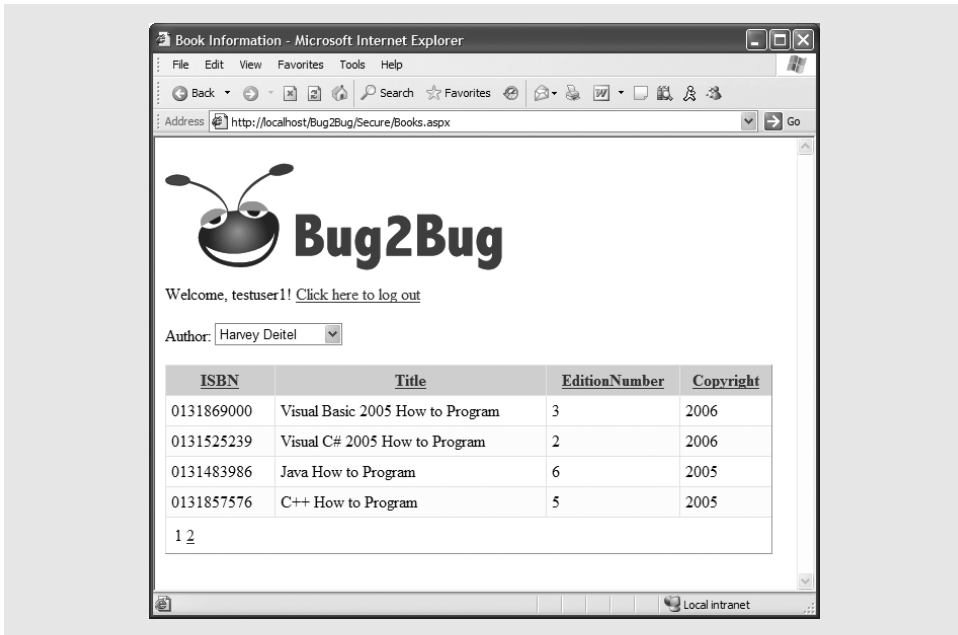 Book Information - Microsoft Internet Explorer
File Edit View Favorites Tools Help
Back Search Favorites
Address http://localhost/Bug2Bug/Secure/Books.aspx Go
Bug2Bug
Welcome, testuser1! Click here to log out
Author: Harvey Deitel
ISBN Title EditionNumber Copyright
0131869000 Visual Basic 2005 How to Program 3 2006
0131525239 Visual C# 2005 How to Program 2 2006
0131483986 Java How to Program 6 2005
0131857576 C++ How to Program 5 2005
1 2
Local intranet